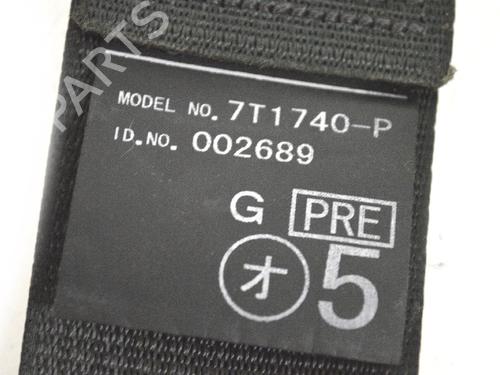 MODEL NO. 7T1740-P
ID.NO. 002689
G PRE
オ 5
PARTS